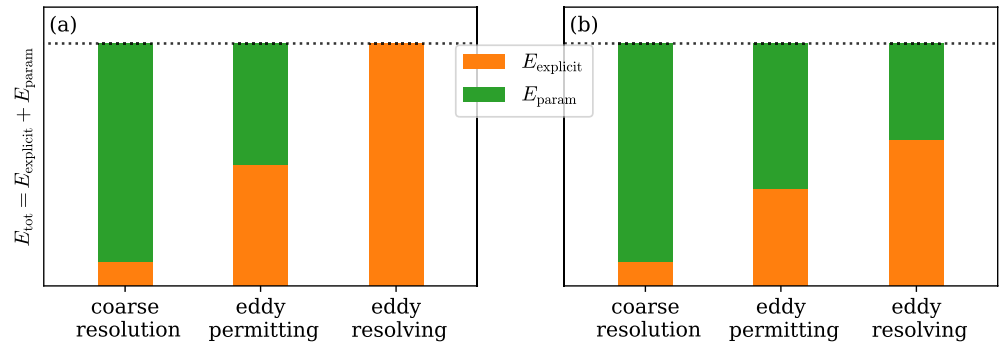 (a)
(b)
E_tot = E_explicit + E_param
E_explicit
E_param
coarse
resolution
eddy
permitting
eddy
resolving
coarse
resolution
eddy
permitting
eddy
resolving